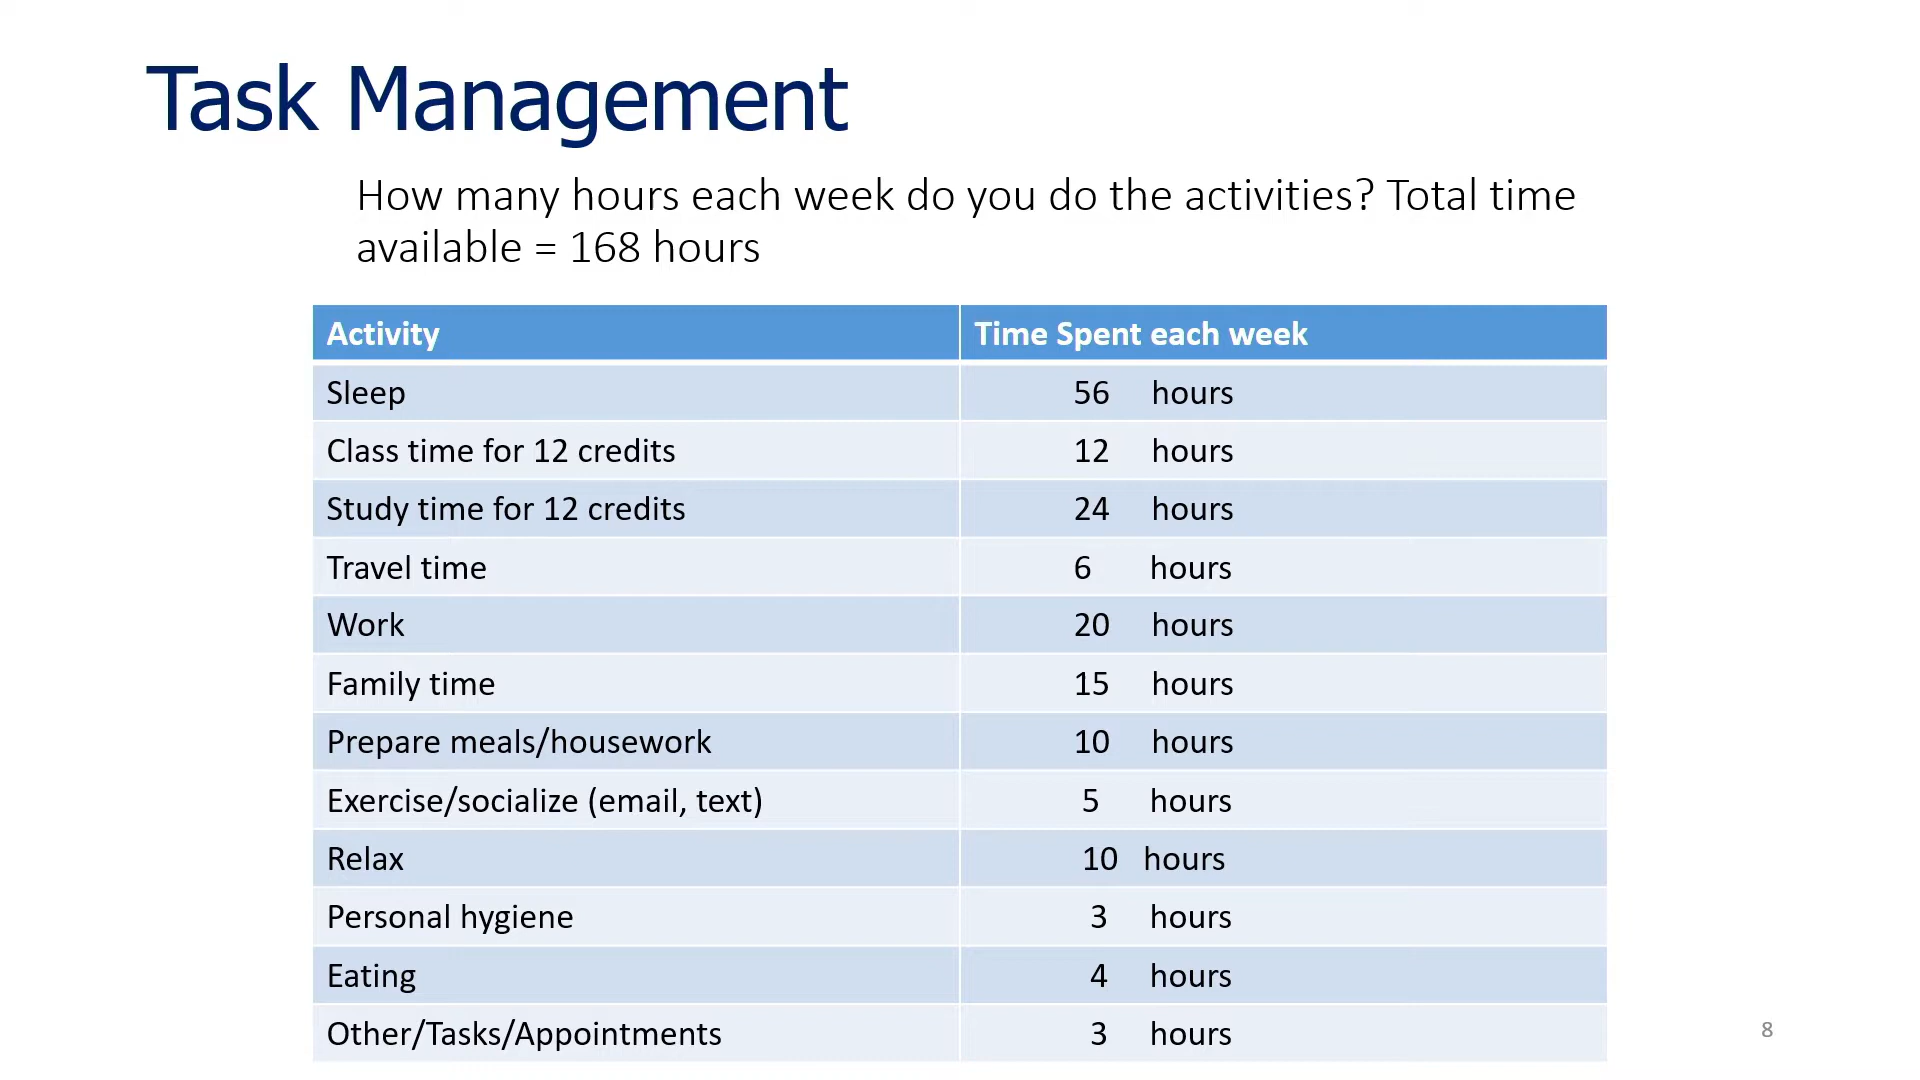 Task Management
How many hours each week do you do the activities? Total time
available = 168 hours
Activity Time Spent each week
Sleep 56 hours
Class time for 12 credits 12 hours
Study time for 12 credits 24 hours
Travel time 6 hours
Work 20 hours
Family time 15 hours
Prepare meals/housework 10 hours
Exercise/socialize (email, text) 5 hours
Relax 10 hours
Personal hygiene 3 hours
Eating 4 hours
Other/Tasks/Appointments 3 hours
8